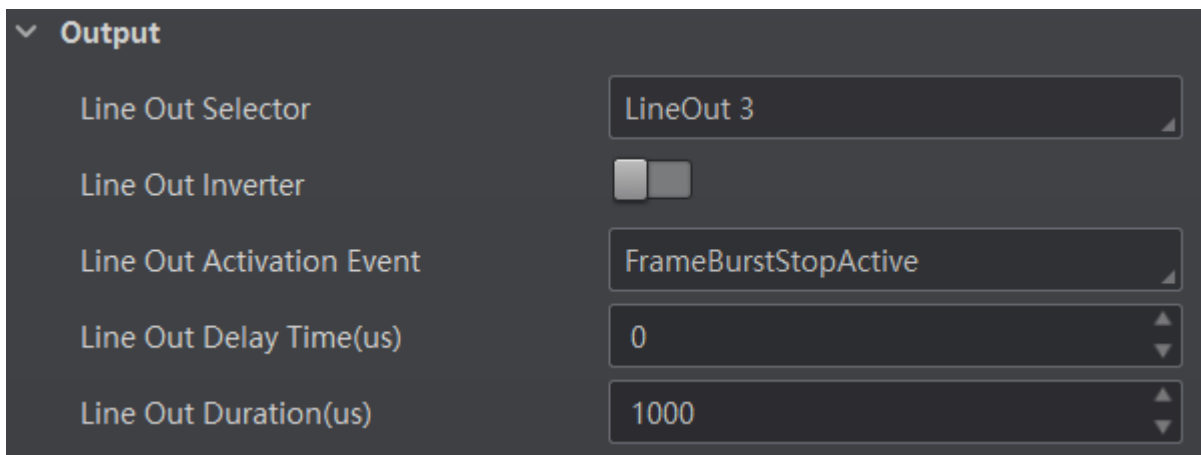 Output
Line Out Selector LineOut 3
Line Out Inverter
Line Out Activation Event FrameBurstStopActive
Line Out Delay Time(us) 0
Line Out Duration(us) 1000